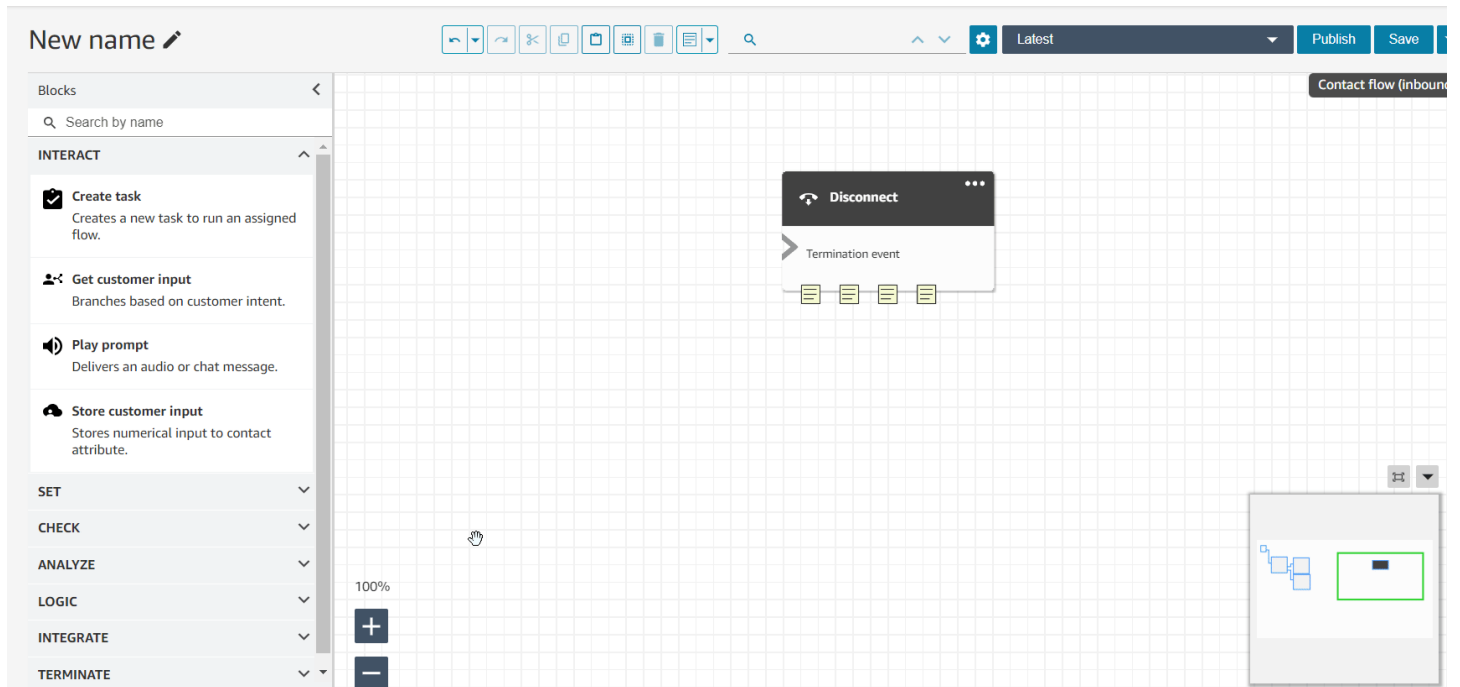 New name
Latest
Publish
Save
Contact flow (inboun
Blocks
Search by name
INTERACT
Create task
Creates a new task to run an assigned
flow.
Get customer input
Branches based on customer intent.
Play prompt
Delivers an audio or chat message.
Store customer input
Stores numerical input to contact
attribute.
SET
CHECK
ANALYZE
LOGIC
INTEGRATE
TERMINATE
Disconnect
Termination event
100%